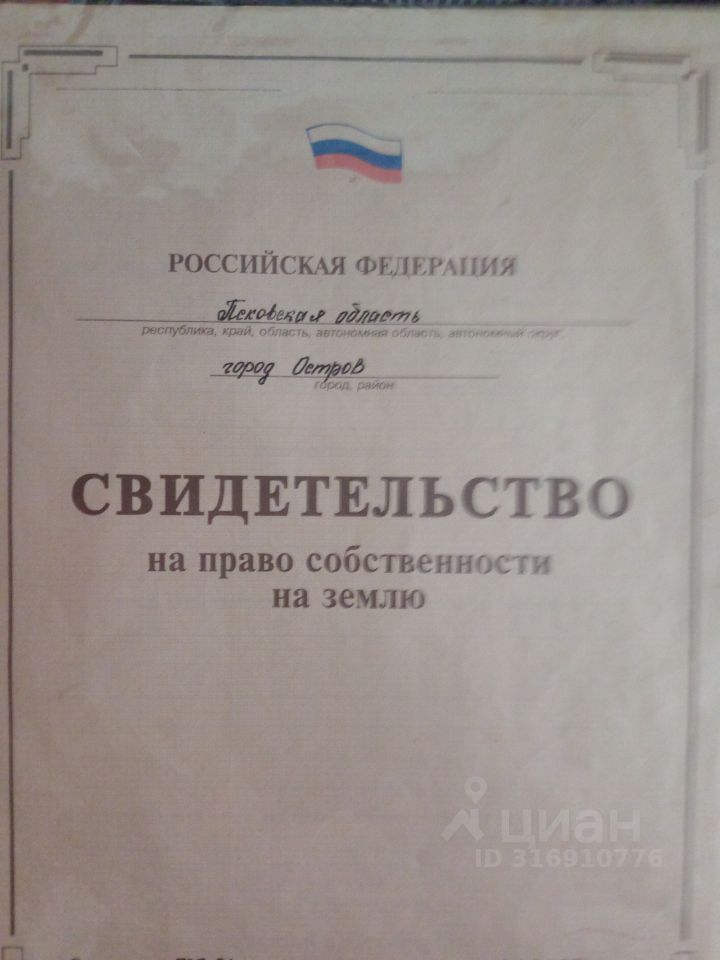 РОССИЙСКАЯ ФЕДЕРАЦИЯ
Псковская область
республика, край, область, автономная область, автономный округ
город Остров
город, район
СВИДЕТЕЛЬСТВО
на право собственности
на землю
циан
ID 316910776